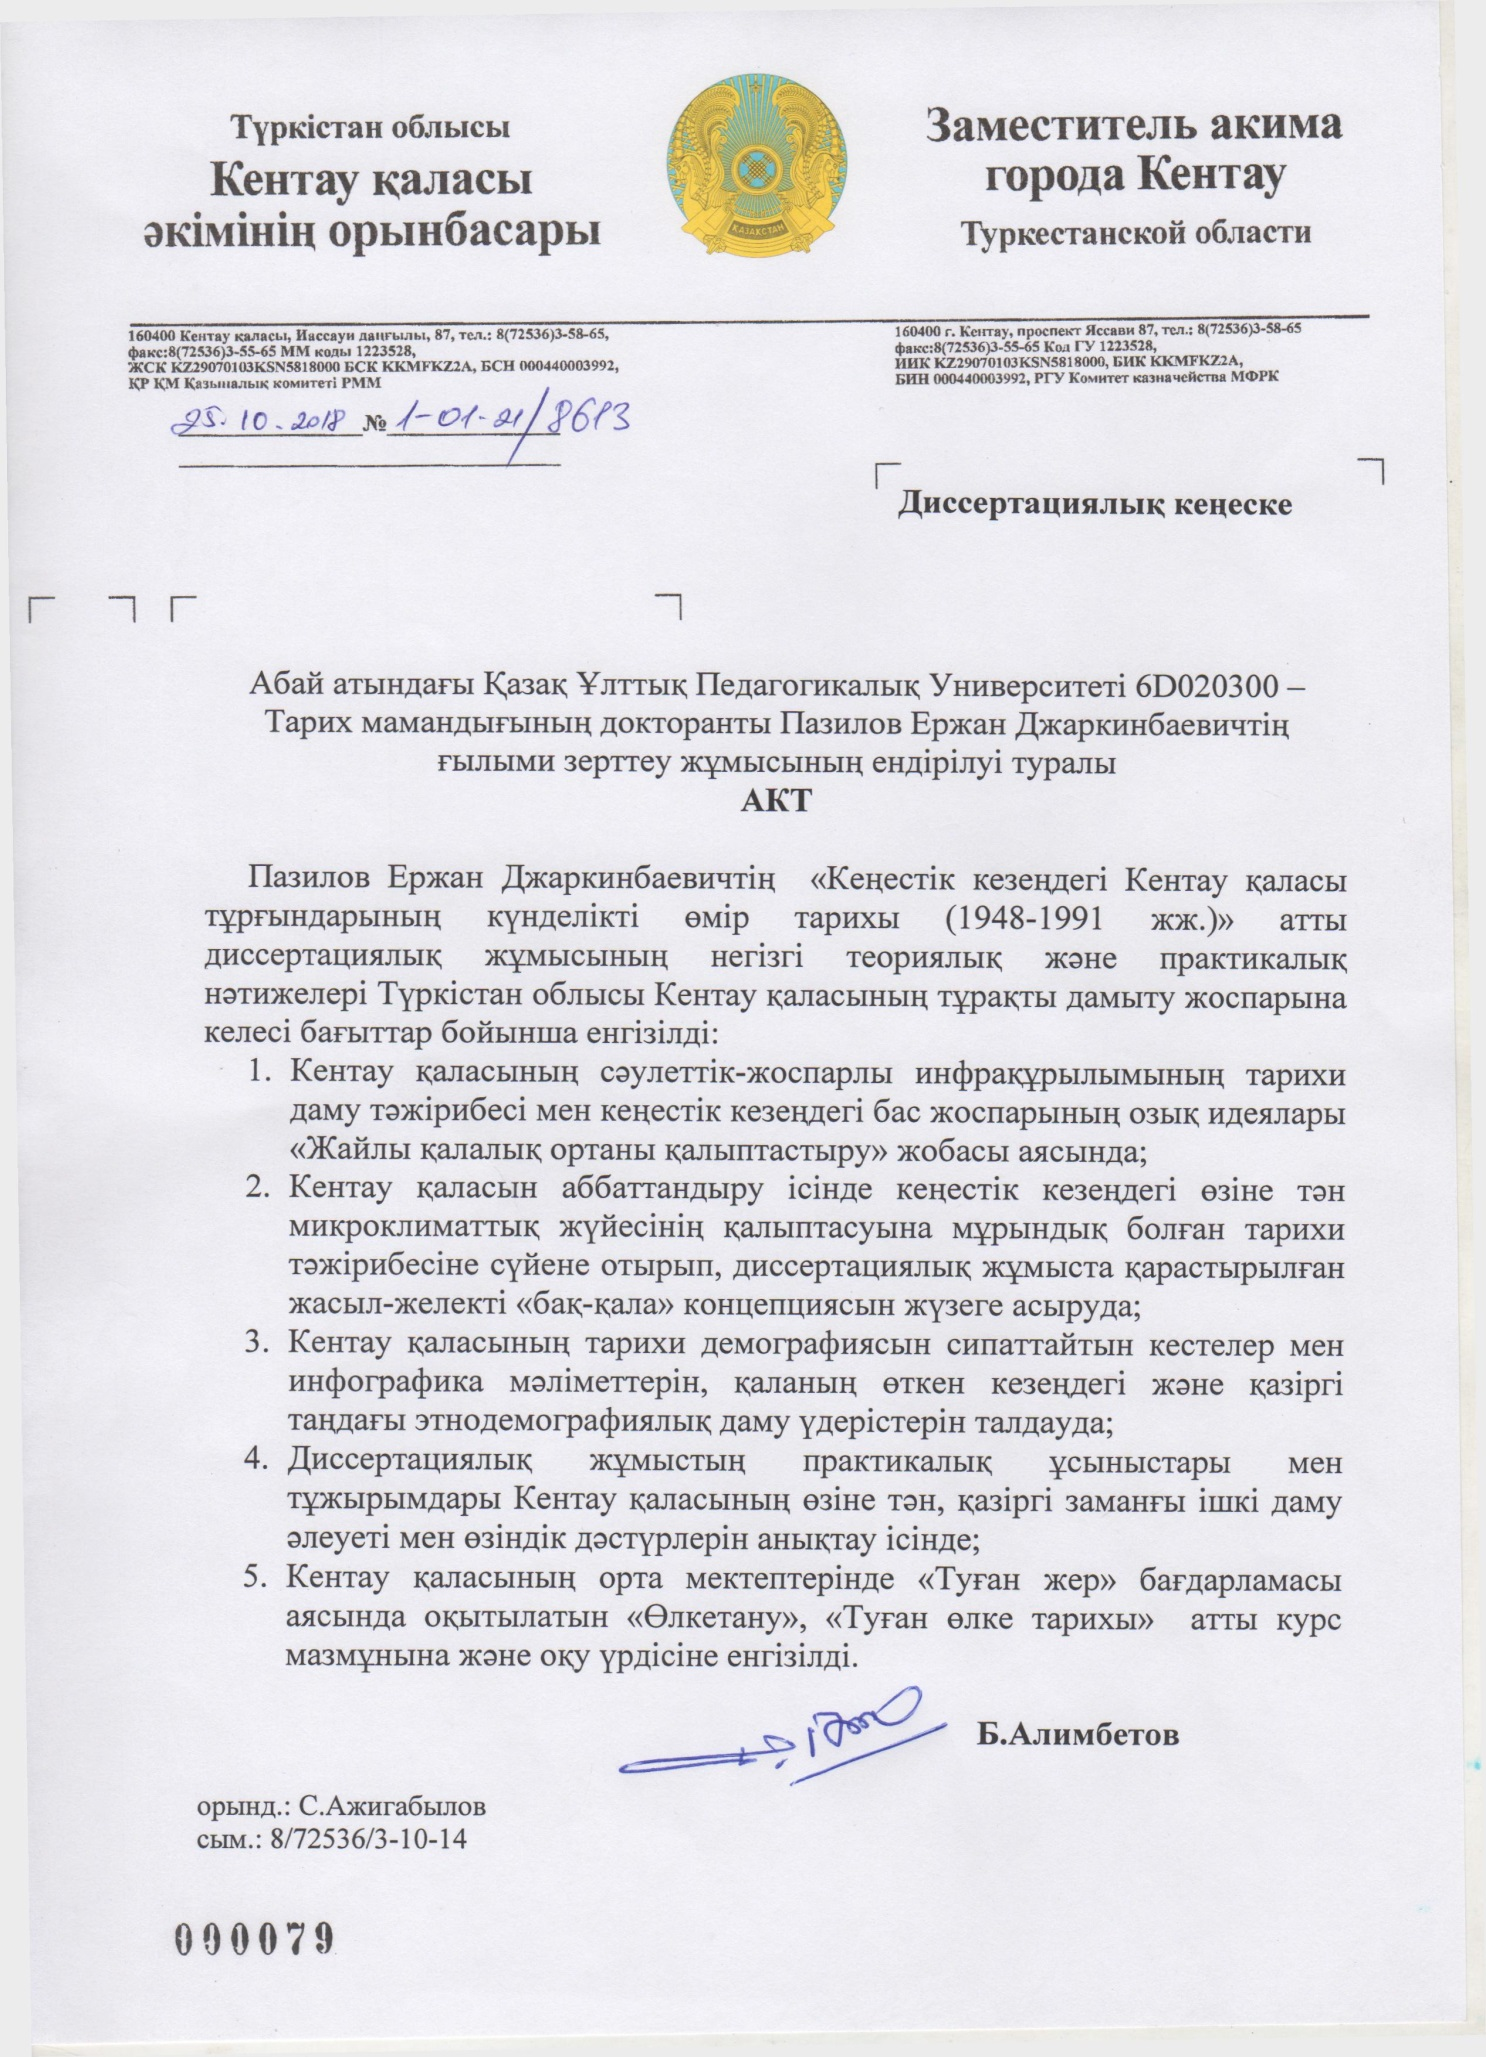 Түркістан облысы
Кентау қаласы
әкімінің орынбасары
ҚАЗАҚСТАН
Заместитель акима
города Кентау
Туркестанской области
160400 Кентау қаласы, Иассауи даңғылы, 87, тел.: 8(72536)3-58-65,
факс:8(72536)3-55-65 ММ коды 1223528,
ЖСК KZ29070103KSN5818000 БСК KKMFKZ2A, БСН 000440003992,
ҚР ҚМ Қазыналық комитеті РММ
160400 г. Кентау, проспект Яссави 87, тел.: 8(72536)3-58-65
факс:8(72536)3-55-65 Код ГУ 1223528,
ИИК KZ29070103KSN5818000, БИК KKMFKZ2A,
БИН 000440003992, РГУ Комитет казначейства МФРК
25.10.2018 № 1-01-21/8613
Диссертациялық кеңеске
Абай атындағы Қазақ Ұлттық Педагогикалық Университеті 6D020300 –
Тарих мамандығының докторанты Пазилов Ержан Джаркинбаевичтің
ғылыми зерттеу жұмысының ендірілуі туралы
АКТ
Пазилов Ержан Джаркинбаевичтің «Кеңестік кезеңдегі Кентау қаласы
тұрғындарының күнделікті өмір тарихы (1948-1991 жж.)» атты
диссертациялық жұмысының негізгі теориялық және практикалық
нәтижелері Түркістан облысы Кентау қаласының тұрақты дамыту жоспарына
келесі бағыттар бойынша енгізілді:
1. Кентау қаласының сәулеттік-жоспарлы инфрақұрылымының тарихи
даму тәжірибесі мен кеңестік кезеңдегі бас жоспарының озық идеялары
«Жайлы қалалық ортаны қалыптастыру» жобасы аясында;
2. Кентау қаласын аббаттандыру ісінде кеңестік кезеңдегі өзіне тән
микроклиматтық жүйесінің қалыптасуына мұрындық болған тарихи
тәжірибесіне сүйене отырып, диссертациялық жұмыста қарастырылған
жасыл-желекті «бақ-қала» концепциясын жүзеге асыруда;
3. Кентау қаласының тарихи демографиясын сипаттайтын кестелер мен
инфографика мәліметтерін, қаланың өткен кезеңдегі және қазіргі
таңдағы этнодемографиялық даму үдерістерін талдауда;
4. Диссертациялық жұмыстың практикалық ұсыныстары мен
тұжырымдары Кентау қаласының өзіне тән, қазіргі заманғы ішкі даму
әлеуеті мен өзіндік дәстүрлерін анықтау ісінде;
5. Кентау қаласының орта мектептерінде «Туған жер» бағдарламасы
аясында оқытылатын «Өлкетану», «Туған өлке тарихы» атты курс
мазмұнына және оқу үрдісіне енгізілді.
Б.Алимбетов
орынд.: С.Ажигабылов
сым.: 8/72536/3-10-14
000079